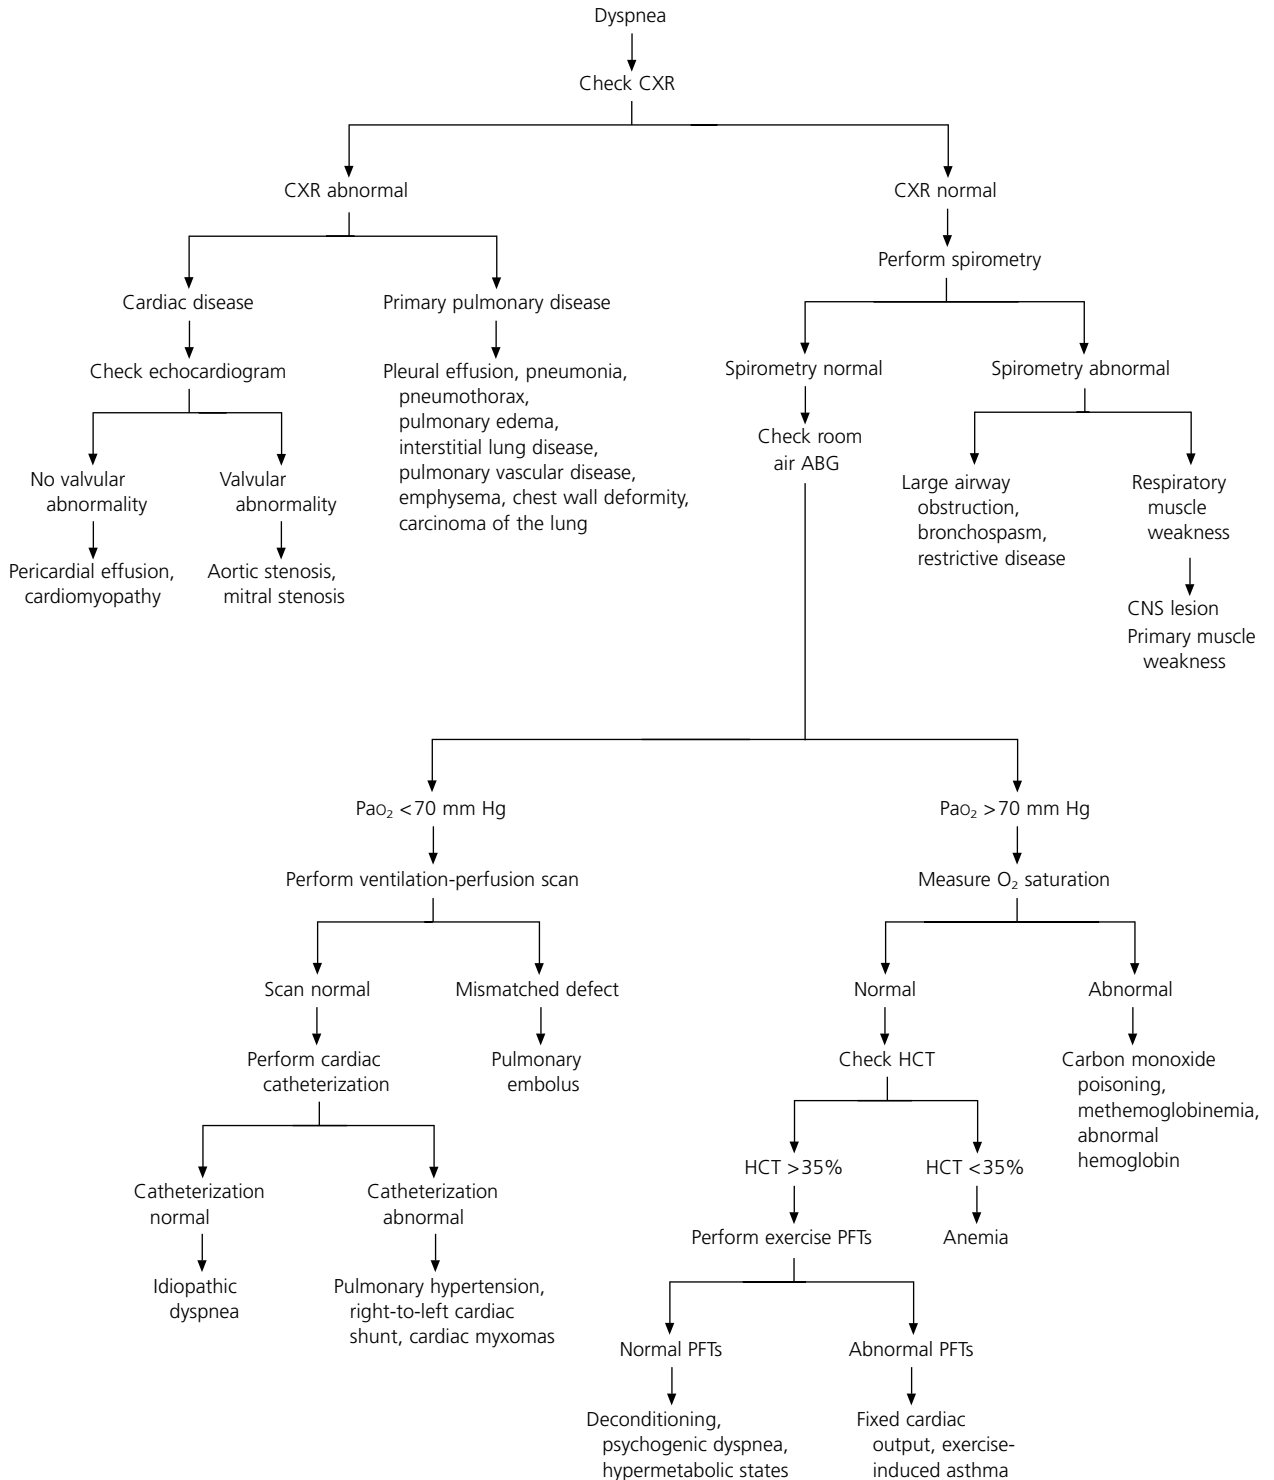 Dyspnea
Check CXR
CXR abnormal
CXR normal
Perform spirometry
Cardiac disease
Primary pulmonary disease
Check echocardiogram
Pleural effusion, pneumonia,
pneumothorax,
pulmonary edema,
interstitial lung disease,
pulmonary vascular disease,
emphysema, chest wall deformity,
carcinoma of the lung
Spirometry normal
Spirometry abnormal
Check room
air ABG
No valvular
abnormality
Valvular
abnormality
Large airway
obstruction,
bronchospasm,
restrictive disease
Respiratory
muscle
weakness
Pericardial effusion,
cardiomyopathy
Aortic stenosis,
mitral stenosis
CNS lesion
Primary muscle
weakness
PaO₂ <70 mm Hg
PaO₂ >70 mm Hg
Perform ventilation-perfusion scan
Measure O₂ saturation
Scan normal
Mismatched defect
Normal
Abnormal
Perform cardiac
catheterization
Pulmonary
embolus
Check HCT
Carbon monoxide
poisoning,
methemoglobinemia,
abnormal
hemoglobin
HCT >35%
HCT <35%
Catheterization
normal
Catheterization
abnormal
Perform exercise PFTs
Anemia
Idiopathic
dyspnea
Pulmonary hypertension,
right-to-left cardiac
shunt, cardiac myxomas
Normal PFTs
Abnormal PFTs
Deconditioning,
psychogenic dyspnea,
hypermetabolic states
Fixed cardiac
output, exercise-
induced asthma